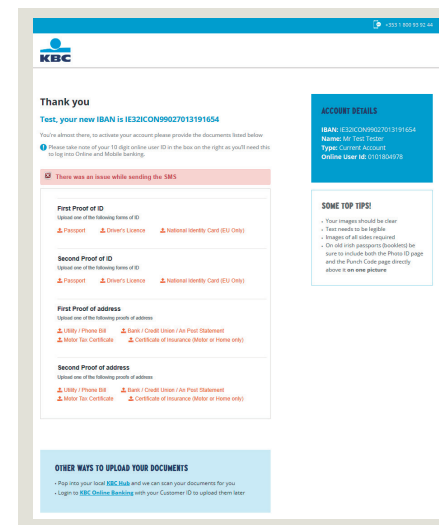 +353 1 800 93 92 44
KBC
Thank you
Test, your new IBAN is IE32ICON99027013191654
You're almost there, to activate your account please provide the documents listed below
Please take note of your 10 digit online user ID in the box on the right as you'll need this
to log into Online and Mobile banking.
There was an issue while sending the SMS
First Proof of ID
Upload one of the following forms of ID
Passport Driver's Licence National Identity Card (EU Only)
Second Proof of ID
Upload one of the following forms of ID
Passport Driver's Licence National Identity Card (EU Only)
First Proof of address
Upload one of the following proofs of address
Utility / Phone Bill Bank / Credit Union / An Post Statement
Motor Tax Certificate Certificate of Insurance (Motor or Home only)
Second Proof of address
Upload one of the following proofs of address
Utility / Phone Bill Bank / Credit Union / An Post Statement
Motor Tax Certificate Certificate of Insurance (Motor or Home only)
OTHER WAYS TO UPLOAD YOUR DOCUMENTS
• Pop into your local KBC Hub and we can scan your documents for you
• Login to KBC Online Banking with your Customer ID to upload them later
ACCOUNT DETAILS
IBAN: IE32ICON99027013191654
Name: Mr Test Tester
Type: Current Account
Online User Id: 0101804978
SOME TOP TIPS!
• Your images should be clear
• Text needs to be legible
• Images of all sides required
• On old irish passports (booklets) be
sure to include both the Photo ID page
and the Punch Code page directly
above it on one picture